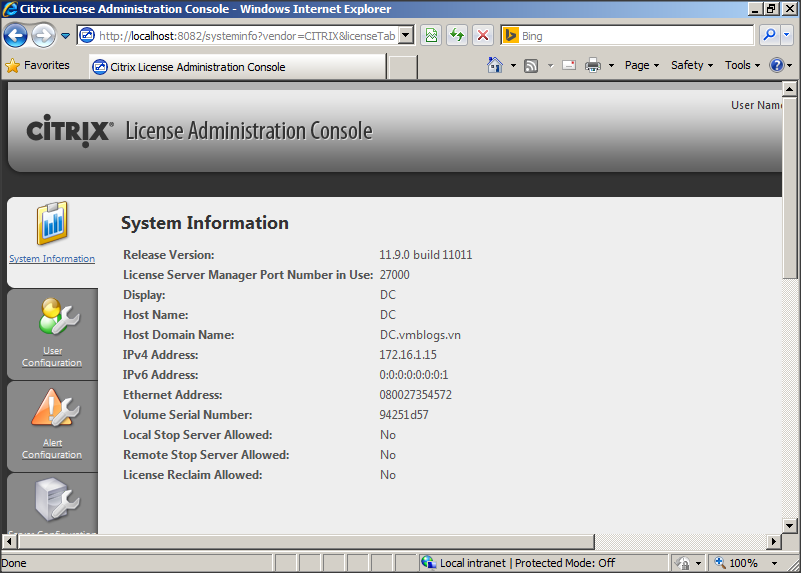 Citrix License Administration Console - Windows Internet Explorer
http://localhost:8082/systeminfo?vendor=CITRIX&licenseTab
Bing
Favorites
Citrix License Administration Console
Page
Safety
Tools
User Name
CITRIX® License Administration Console
System Information
System Information
Release Version: 11.9.0 build 11011
License Server Manager Port Number in Use: 27000
Display: DC
Host Name: DC
Host Domain Name: DC.vmblogs.vn
IPv4 Address: 172.16.1.15
IPv6 Address: 0:0:0:0:0:0:0:1
Ethernet Address: 080027354572
Volume Serial Number: 94251d57
Local Stop Server Allowed: No
Remote Stop Server Allowed: No
License Reclaim Allowed: No
User
Configuration
Alert
Configuration
Done
Local intranet | Protected Mode: Off
100%